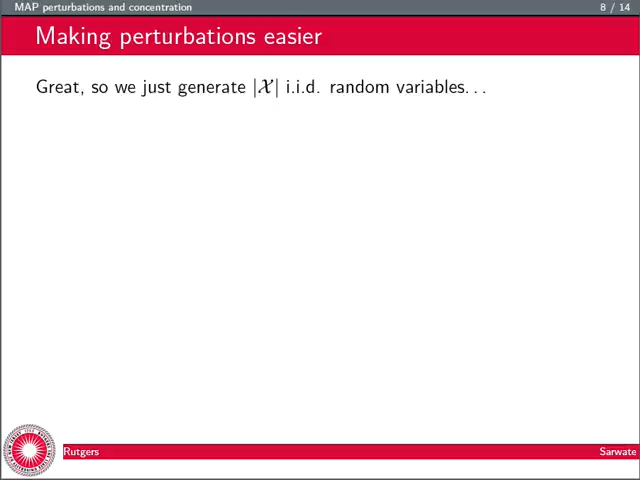 MAP perturbations and concentration
8 / 14
Making perturbations easier
Great, so we just generate |𝒳| i.i.d. random variables. . .
Rutgers
Sarwate